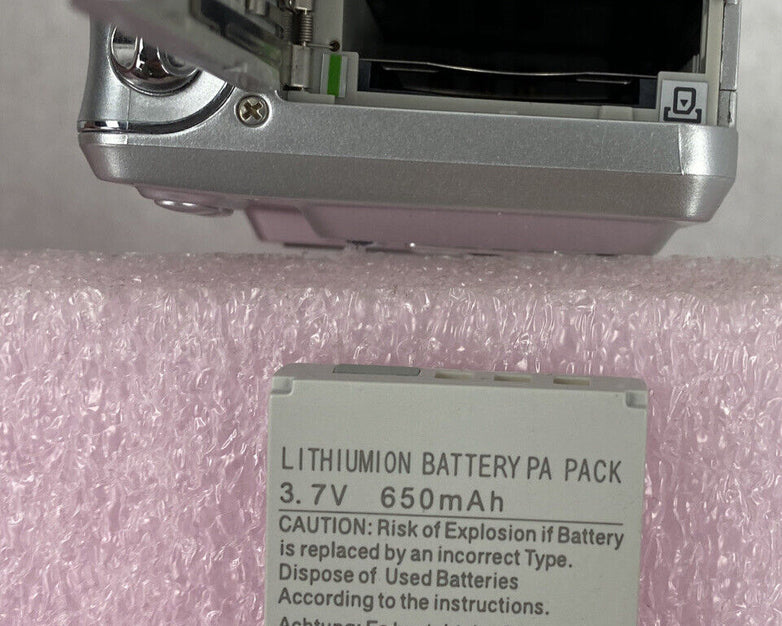 LITHIUMION BATTERY PA PACK
3.7V 650mAh
CAUTION: Risk of Explosion if Battery
is replaced by an incorrect Type.
Dispose of Used Batteries
According to the instructions.
Achtung: